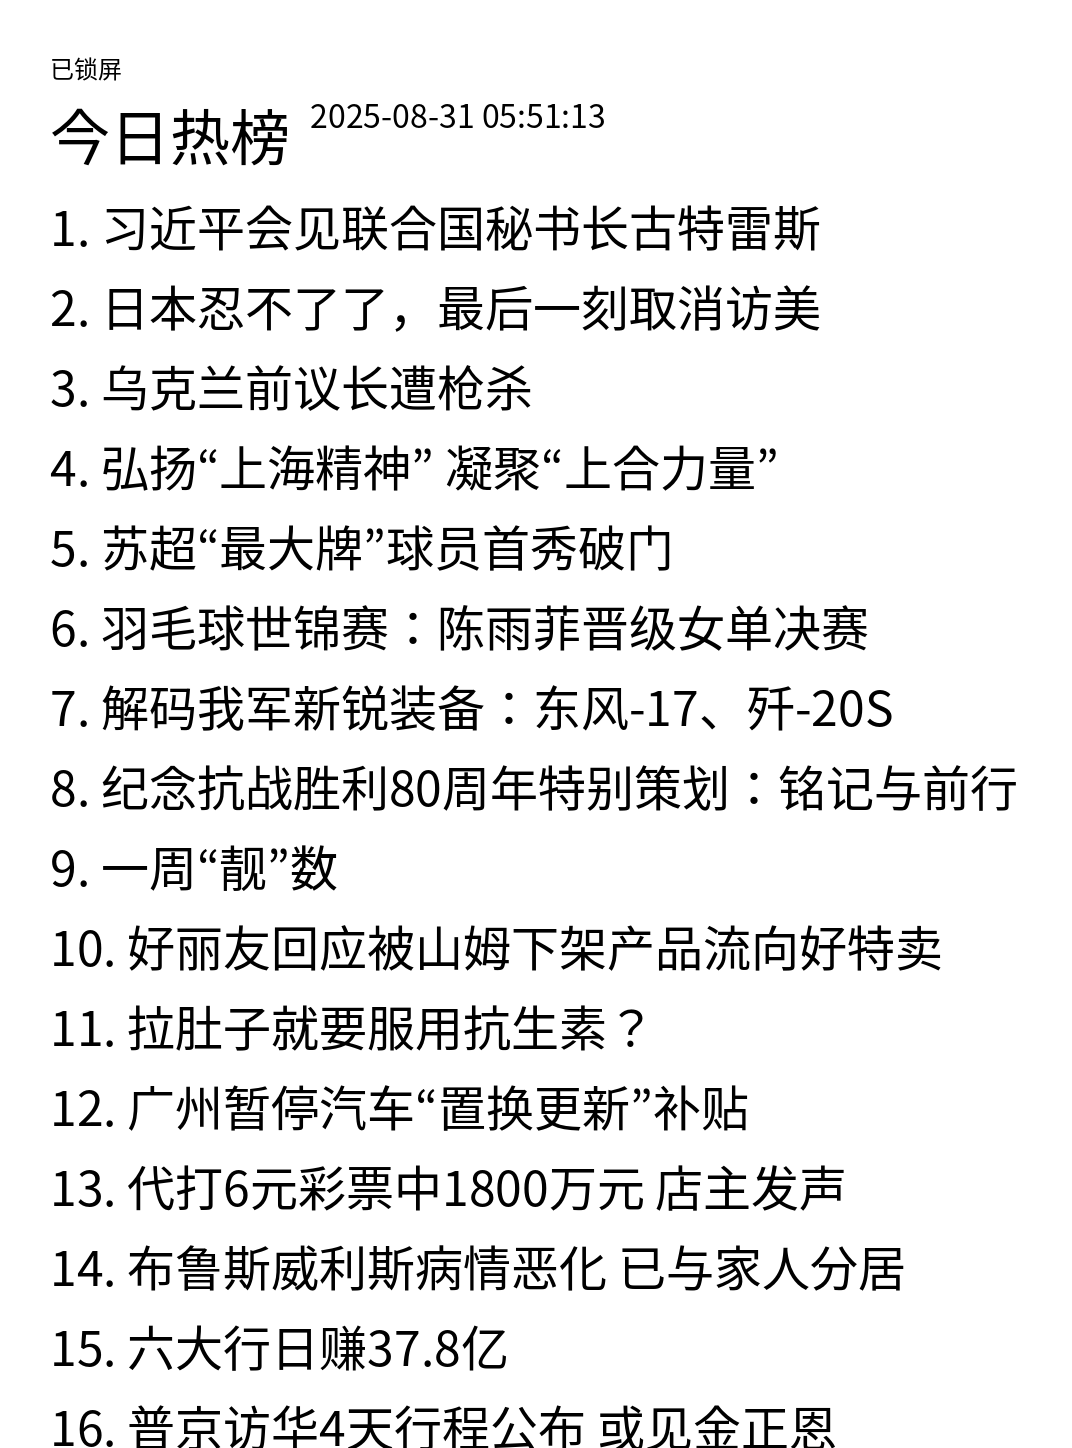 已锁屏
今日热榜 2025-08-31 05:51:13
1. 习近平会见联合国秘书长古特雷斯
2. 日本忍不了了，最后一刻取消访美
3. 乌克兰前议长遭枪杀
4. 弘扬“上海精神” 凝聚“上合力量”
5. 苏超“最大牌”球员首秀破门
6. 羽毛球世锦赛：陈雨菲晋级女单决赛
7. 解码我军新锐装备：东风-17、歼-20S
8. 纪念抗战胜利80周年特别策划：铭记与前行
9. 一周“靓”数
10. 好丽友回应被山姆下架产品流向好特卖
11. 拉肚子就要服用抗生素？
12. 广州暂停汽车“置换更新”补贴
13. 代打6元彩票中1800万元 店主发声
14. 布鲁斯威利斯病情恶化 已与家人分居
15. 六大行日赚37.8亿
16. 普京访华4天行程公布 或见金正恩